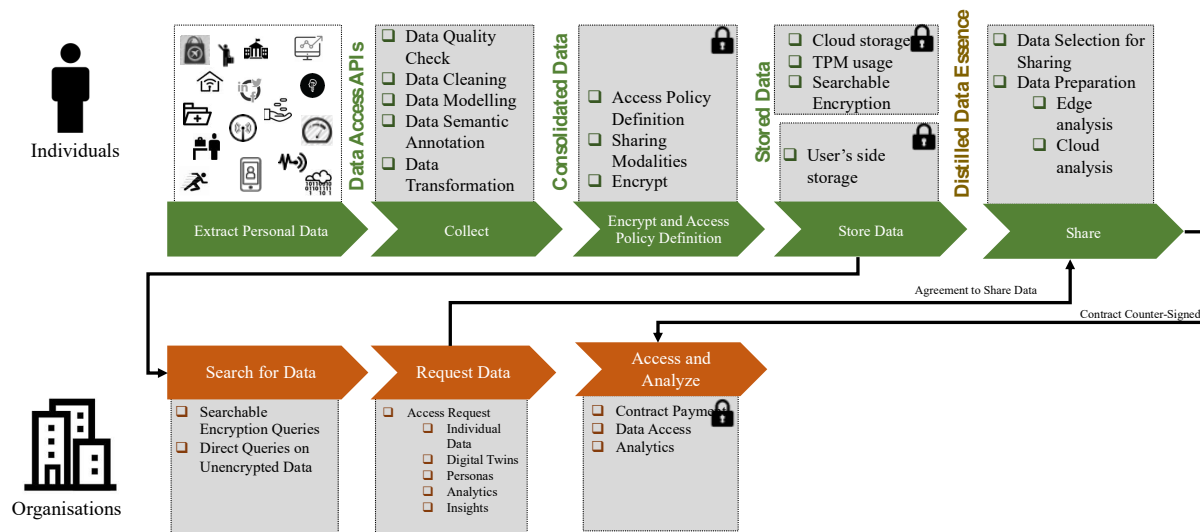 Individuals
in
Extract Personal Data
Data Access APIs
Data Quality
Check
Data Cleaning
Data Modelling
Data Semantic
Annotation
Data
Transformation
Collect
Consolidated Data
Access Policy
Definition
Sharing
Modalities
Encrypt
Encrypt and Access
Policy Definition
Stored Data
Cloud storage
TPM usage
Searchable
Encryption
User’s side
storage
Store Data
Distilled Data Essence
Data Selection for
Sharing
Data Preparation
Edge
analysis
Cloud
analysis
Share
Agreement to Share Data
Contract Counter-Signed
Organisations
Search for Data
Searchable
Encryption Queries
Direct Queries on
Unencrypted Data
Request Data
Access Request
Individual
Data
Digital Twins
Personas
Analytics
Insights
Access and
Analyze
Contract Payment
Data Access
Analytics